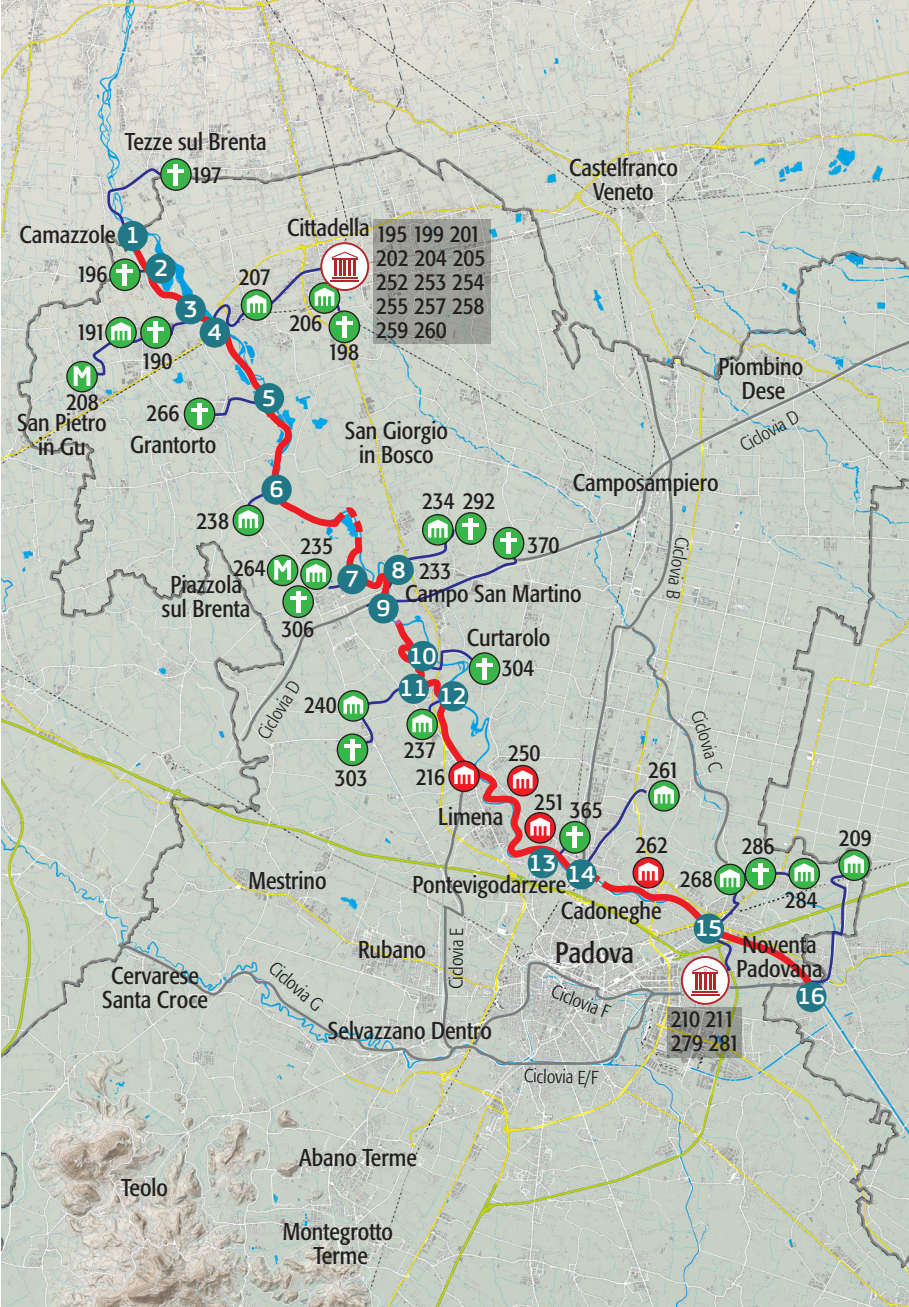 Tezze sul Brenta
197
Castelfranco
Veneto
Camazzole
1
Cittadella
195 199 201
202 204 205
252 253 254
255 257 258
259 260
196
2
207
3
206
198
191
190
4
M
208
San Pietro
in Gu
Piombino
Dese
5
266
Grantorto
San Giorgio
in Bosco
Ciclovia D
6
Camposampiero
238
234
292
370
235
264
M
7
8
233
Piazzola
sul Brenta
306
9
Campo San Martino
Ciclovia B
Curtarolo
10
304
Ciclovia D
11
12
240
237
303
216
250
Ciclovia C
261
Limena
251
365
13
14
262
286
209
268
284
Pontevigodarzere
Mestrino
Cadoneghe
15
Rubano
Ciclovia E
Padova
Noventa
Padovana
16
Cervarese
Santa Croce
Ciclovia G
Ciclovia F
210 211
279 281
Selvazzano Dentro
Ciclovia E/F
Abano Terme
Teolo
Montegrotto
Terme